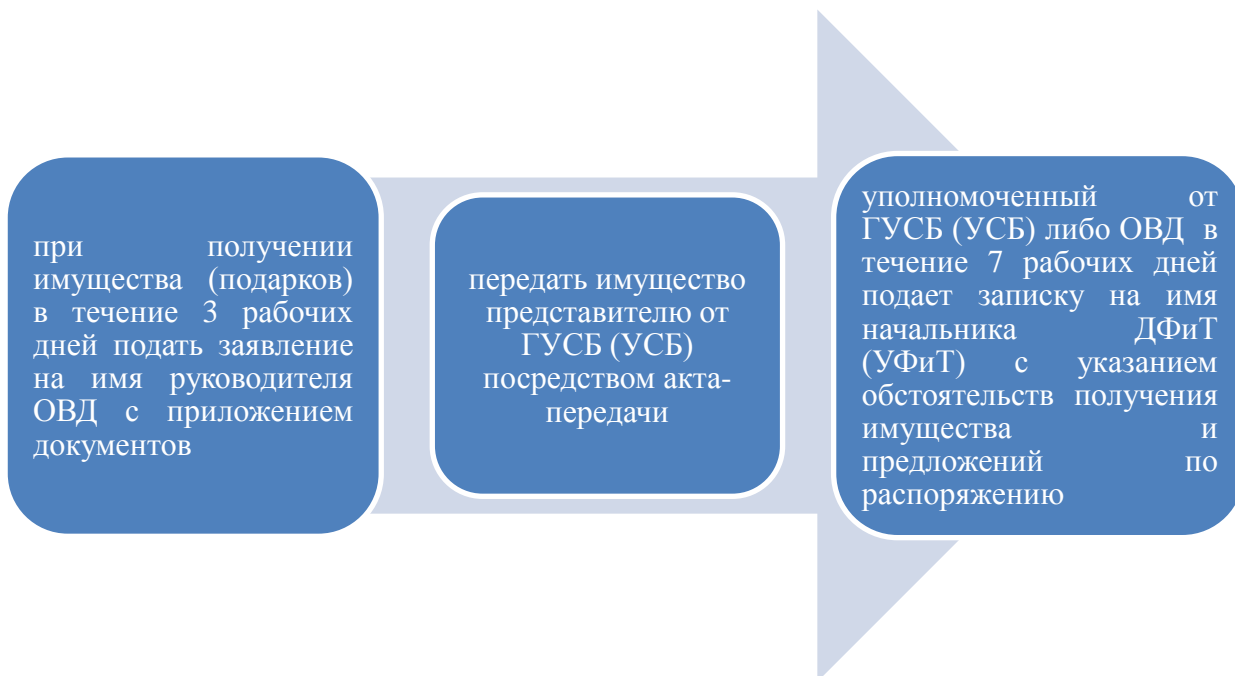 при получении
имущества (подарков)
в течение 3 рабочих
дней подать заявление
на имя руководителя
ОВД с приложением
документов
передать имущество
представителю от
ГУСБ (УСБ)
посредством акта-
передачи
уполномоченный от
ГУСБ (УСБ) либо ОВД в
течение 7 рабочих дней
подает записку на имя
начальника ДФиТ
(УФиТ) с указанием
обстоятельств получения
имущества и
предложений по
распоряжению